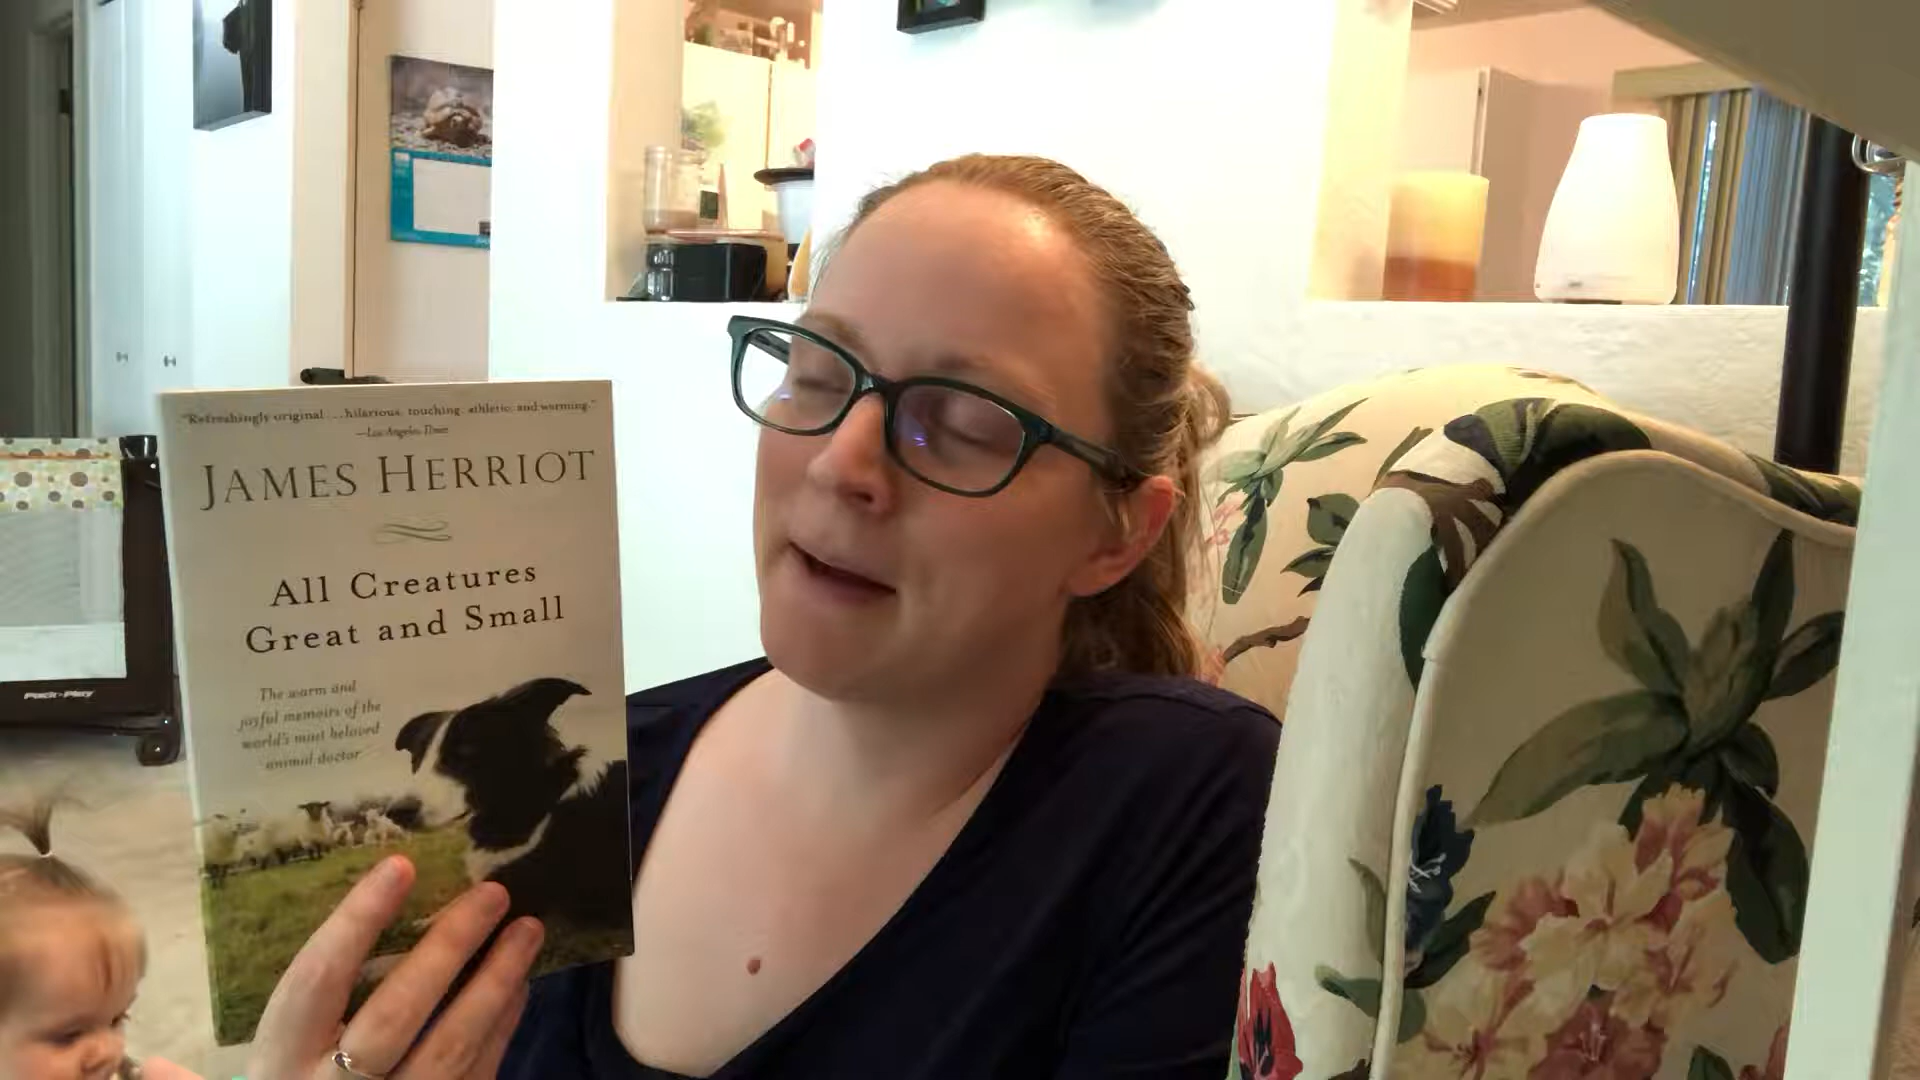 "Refreshingly original...hilarious, touching, athletic, and warming."
—Los Angeles Times
JAMES HERRIOT
All Creatures
Great and Small
The warm and
joyful memoirs of the
world's most beloved
animal doctor
Pack 'n Play